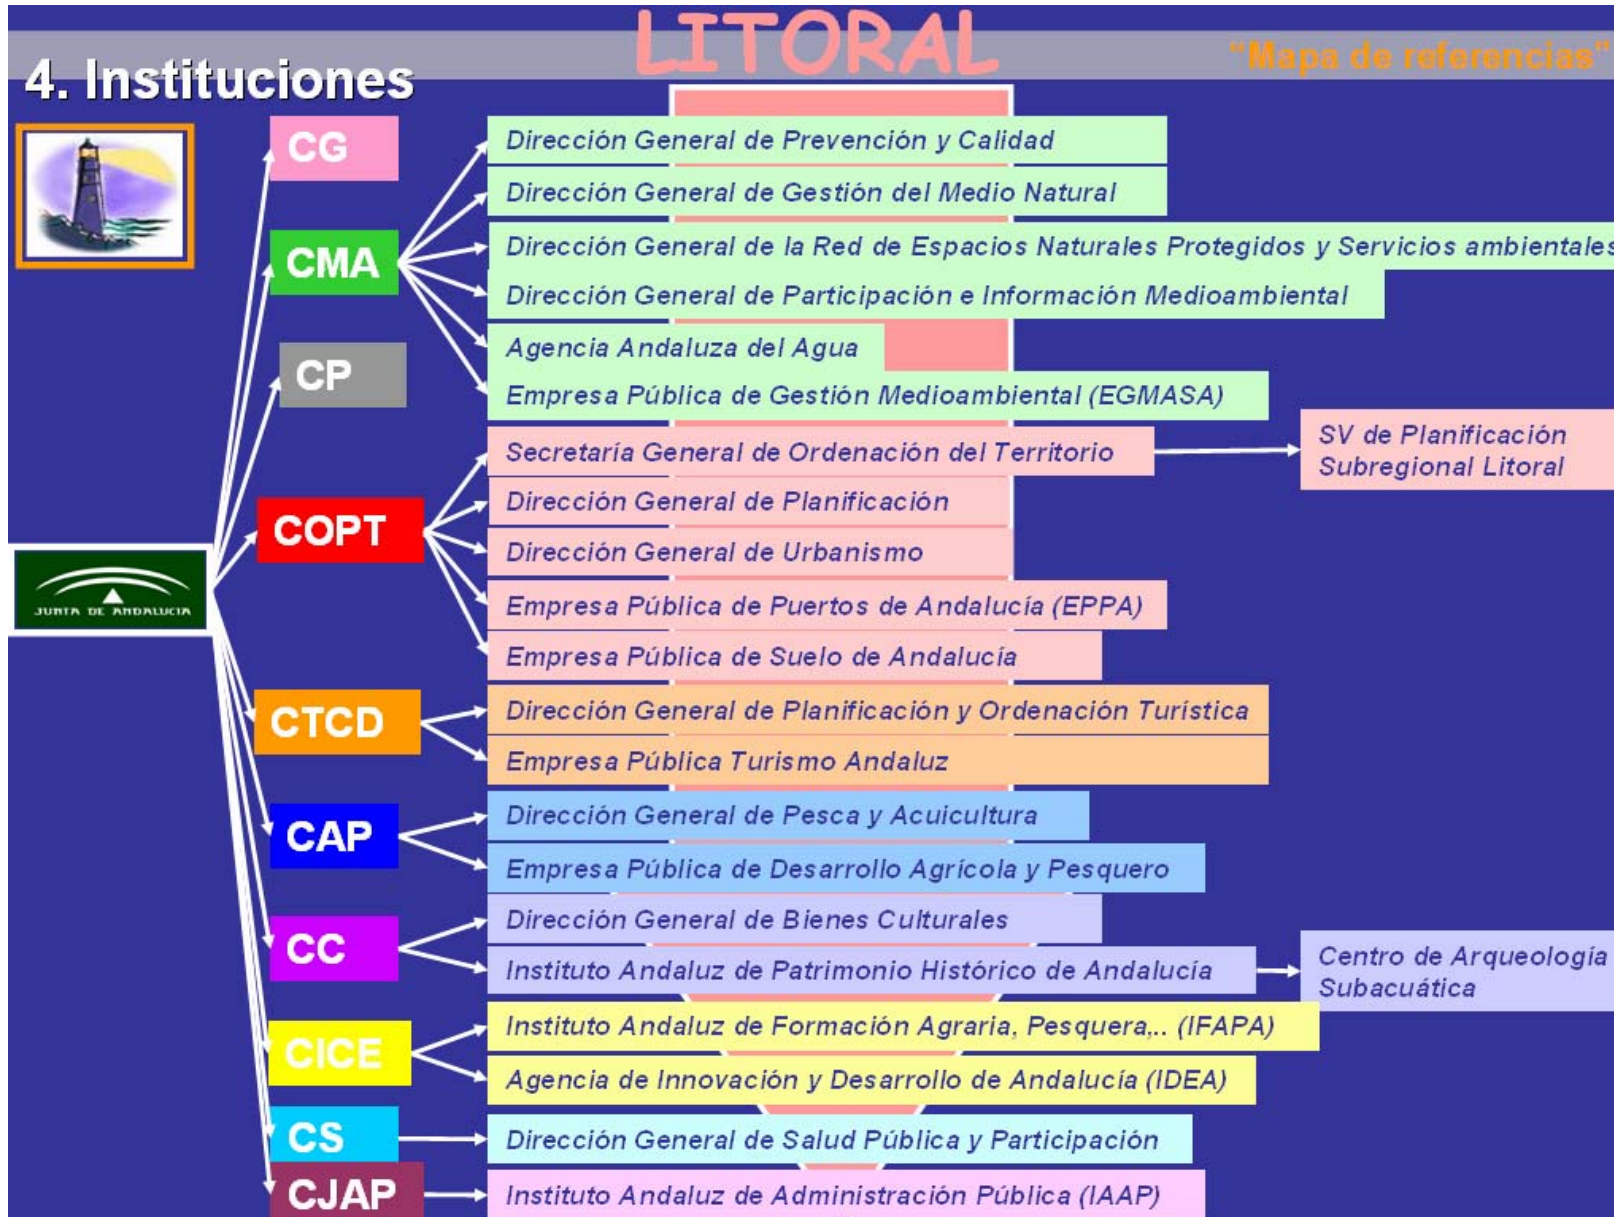 LITORAL
"Mapa de referencias"
4. Instituciones
JUNTA DE ANDALUCIA
CG
CMA
Dirección General de Prevención y Calidad
Dirección General de Gestión del Medio Natural
Dirección General de la Red de Espacios Naturales Protegidos y Servicios ambientales
Dirección General de Participación e Información Medioambiental
Agencia Andaluza del Agua
Empresa Pública de Gestión Medioambiental (EGMASA)
CP
COPT
Secretaría General de Ordenación del Territorio
SV de Planificación
Subregional Litoral
Dirección General de Planificación
Dirección General de Urbanismo
Empresa Pública de Puertos de Andalucía (EPPA)
Empresa Pública de Suelo de Andalucía
CTCD
Dirección General de Planificación y Ordenación Turística
Empresa Pública Turismo Andaluz
CAP
Dirección General de Pesca y Acuicultura
Empresa Pública de Desarrollo Agrícola y Pesquero
CC
Dirección General de Bienes Culturales
Instituto Andaluz de Patrimonio Histórico de Andalucía
Centro de Arqueología
Subacuática
CICE
Instituto Andaluz de Formación Agraria, Pesquera,.. (IFAPA)
Agencia de Innovación y Desarrollo de Andalucía (IDEA)
CS
Dirección General de Salud Pública y Participación
CJAP
Instituto Andaluz de Administración Pública (IAAP)